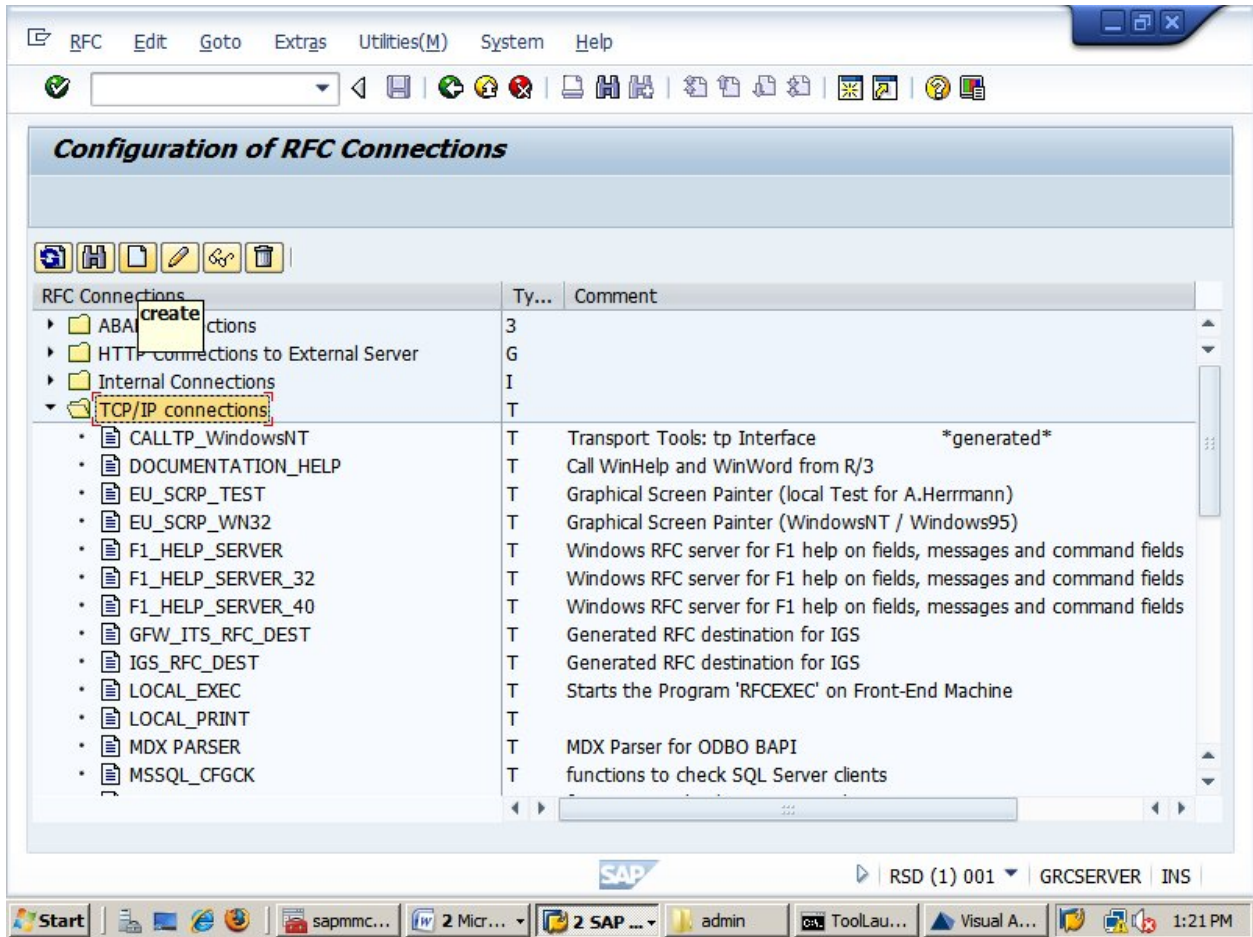 RFC Edit Goto Extras Utilities(M) System Help
Configuration of RFC Connections
RFC Connections Ty... Comment
create
ABA ctions 3
HTTP Connections to External Server G
Internal Connections I
TCP/IP connections T
CALLTP_WindowsNT T Transport Tools: tp Interface *generated*
DOCUMENTATION_HELP T Call WinHelp and WinWord from R/3
EU_SCRP_TEST T Graphical Screen Painter (local Test for A.Herrmann)
EU_SCRP_WN32 T Graphical Screen Painter (WindowsNT / Windows95)
F1_HELP_SERVER T Windows RFC server for F1 help on fields, messages and command fields
F1_HELP_SERVER_32 T Windows RFC server for F1 help on fields, messages and command fields
F1_HELP_SERVER_40 T Windows RFC server for F1 help on fields, messages and command fields
GFW_ITS_RFC_DEST T Generated RFC destination for IGS
IGS_RFC_DEST T Generated RFC destination for IGS
LOCAL_EXEC T Starts the Program 'RFCEXEC' on Front-End Machine
LOCAL_PRINT T
MDX PARSER T MDX Parser for ODBO BAPI
MSSQL_CFGCK T functions to check SQL Server clients
SAP RSD (1) 001 GRCSERVER INS
Start sapmmc... 2 Micr... 2 SAP ... admin ToolLau... Visual A... 1:21 PM